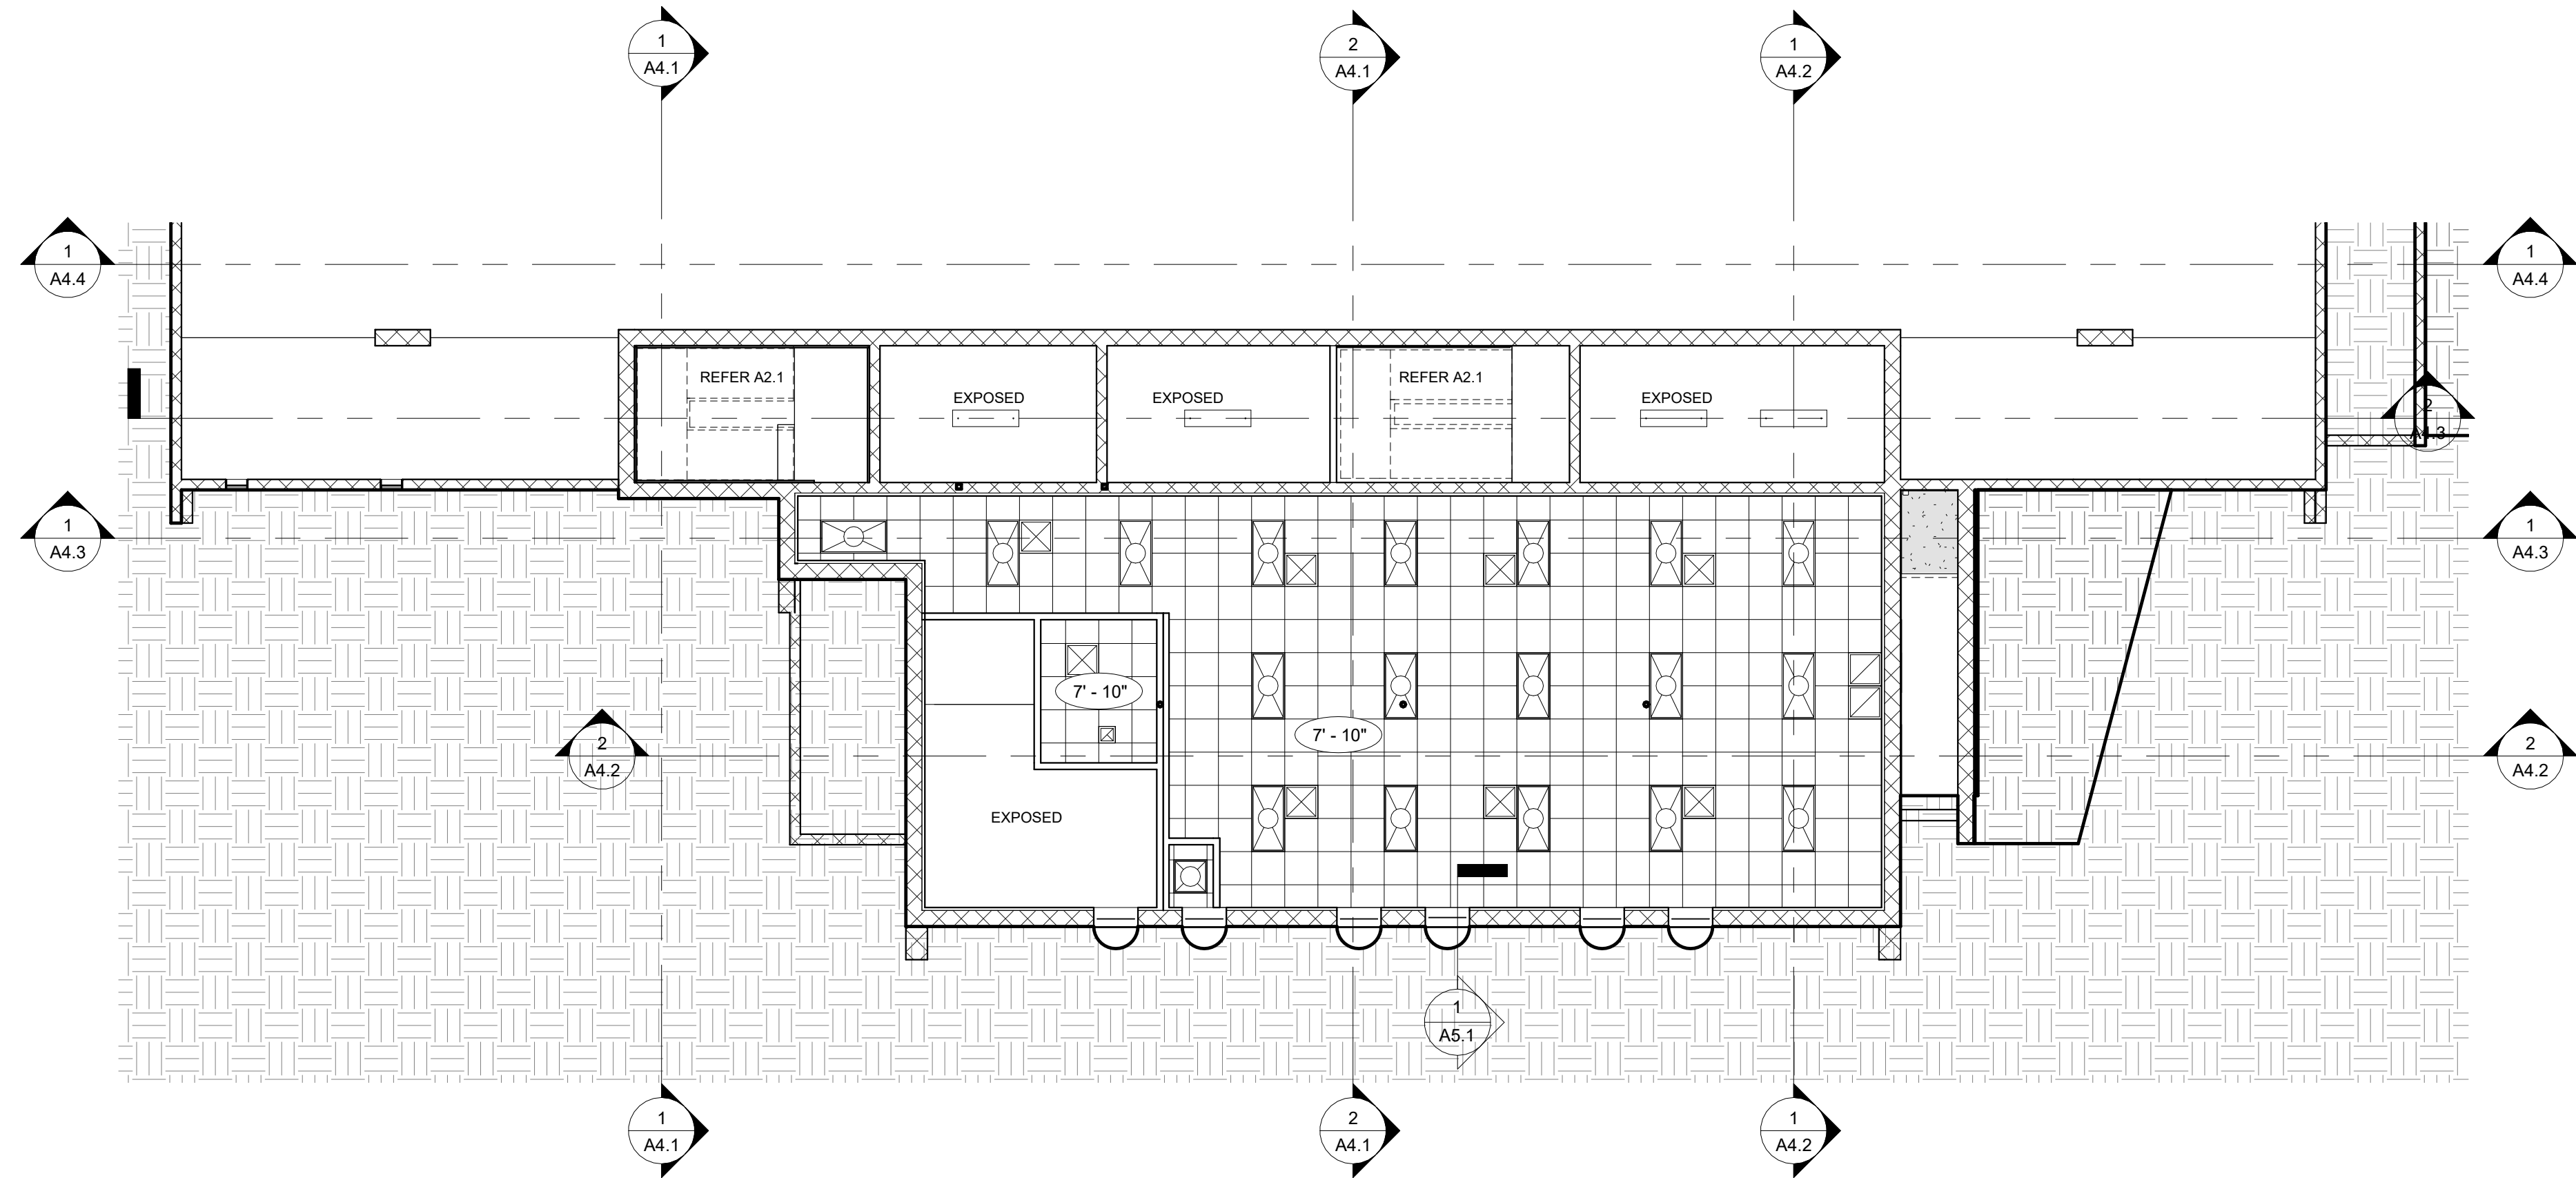 1
A4.1
2
A4.1
1
A4.2
1
A4.4
1
A4.4
REFER A2.1
EXPOSED
EXPOSED
REFER A2.1
EXPOSED
2
A4.3
1
A4.3
1
A4.3
7' - 10"
7' - 10"
2
A4.2
2
A4.2
EXPOSED
1
A5.1
1
A4.1
2
A4.1
1
A4.2